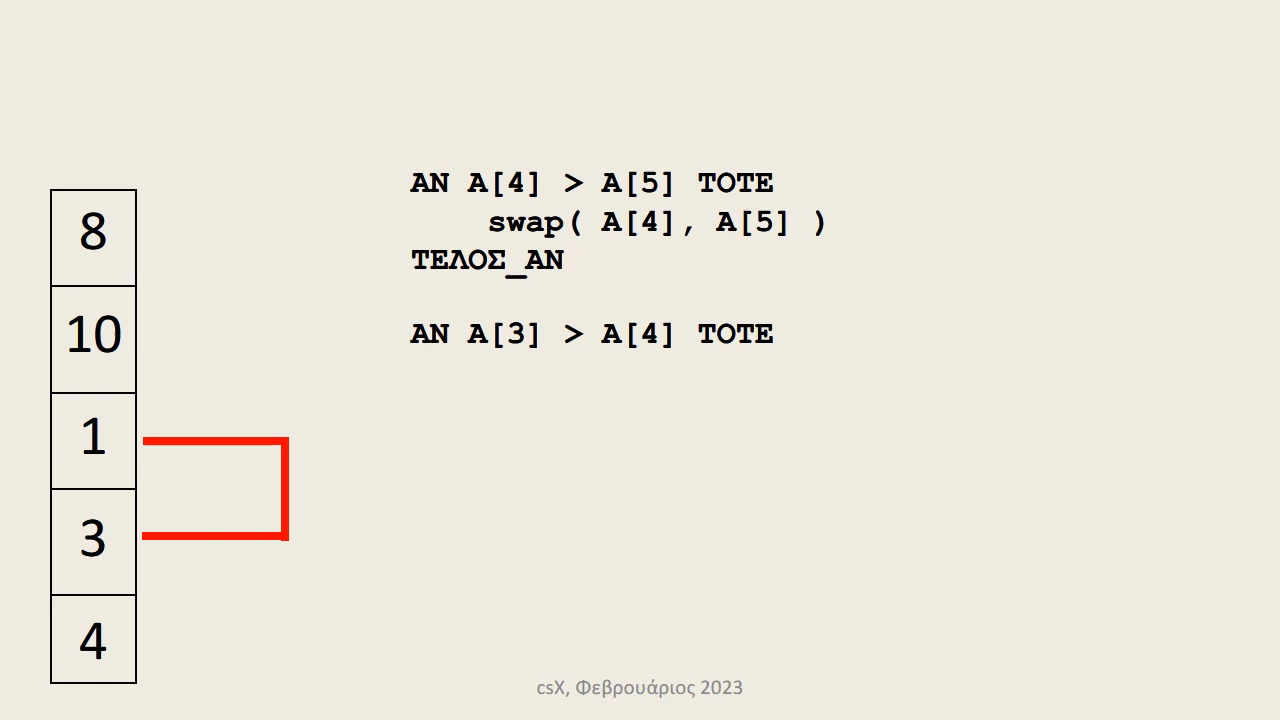 8
10
1
3
4
ΑΝ Α[4] > Α[5] ΤΟΤΕ
swap( Α[4], Α[5] )
ΤΕΛΟΣ_ΑΝ
ΑΝ Α[3] > Α[4] ΤΟΤΕ
csX, Φεβρουάριος 2023